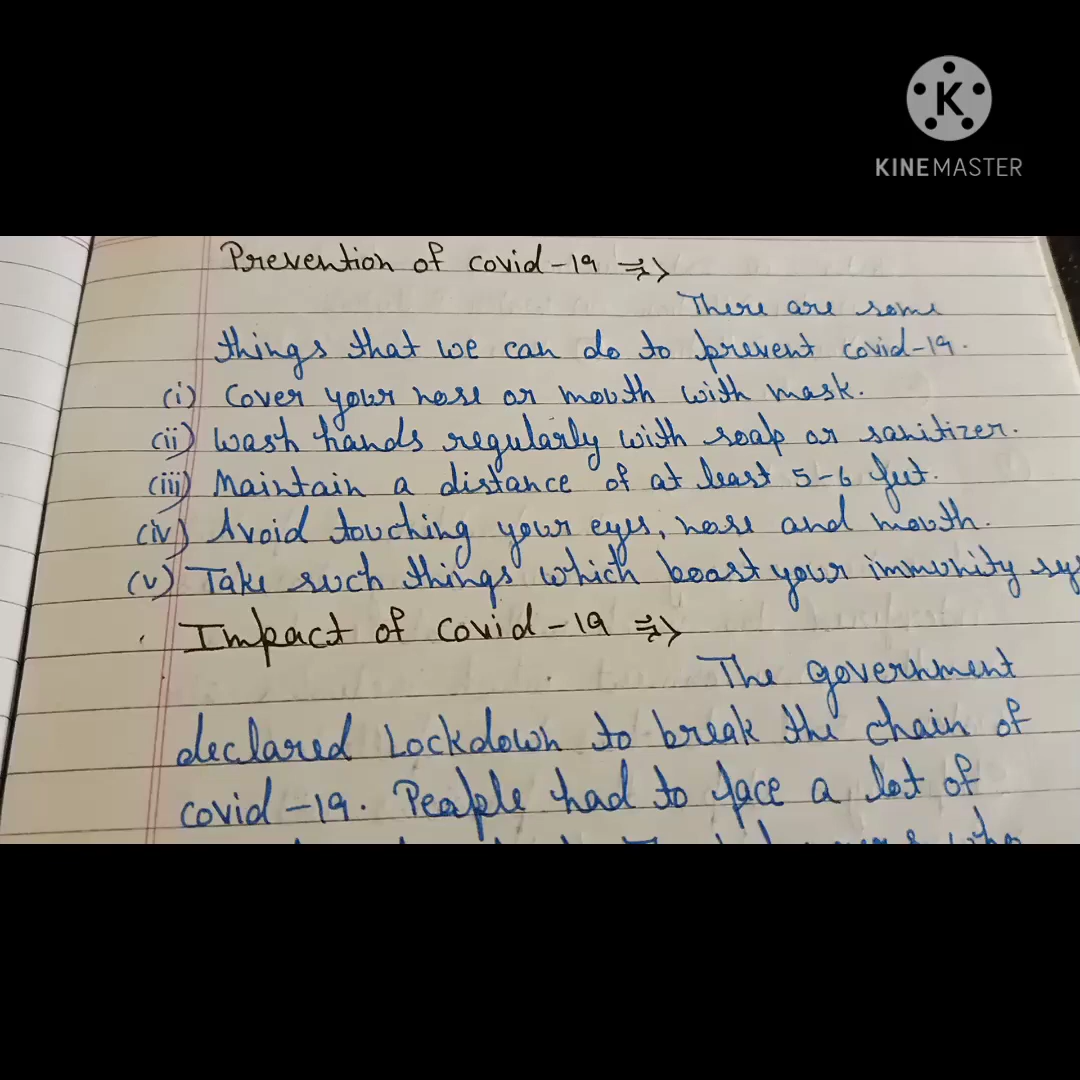 K
KINEMASTER
Prevention of covid-19 ⇒>
There are some
things that we can do to prevent covid-19.
(i) Cover your nose or mouth with mask.
(ii) Wash hands regularly with soap or sanitizer.
(iii) Maintain a distance of at least 5-6 feet.
(iv) Avoid touching your eyes, nose and mouth.
(v) Take such things which boost your immunity sys
Impact of covid-19 ⇒>
The government
declared Lockdown to break the chain of
covid-19. People had to face a lot of